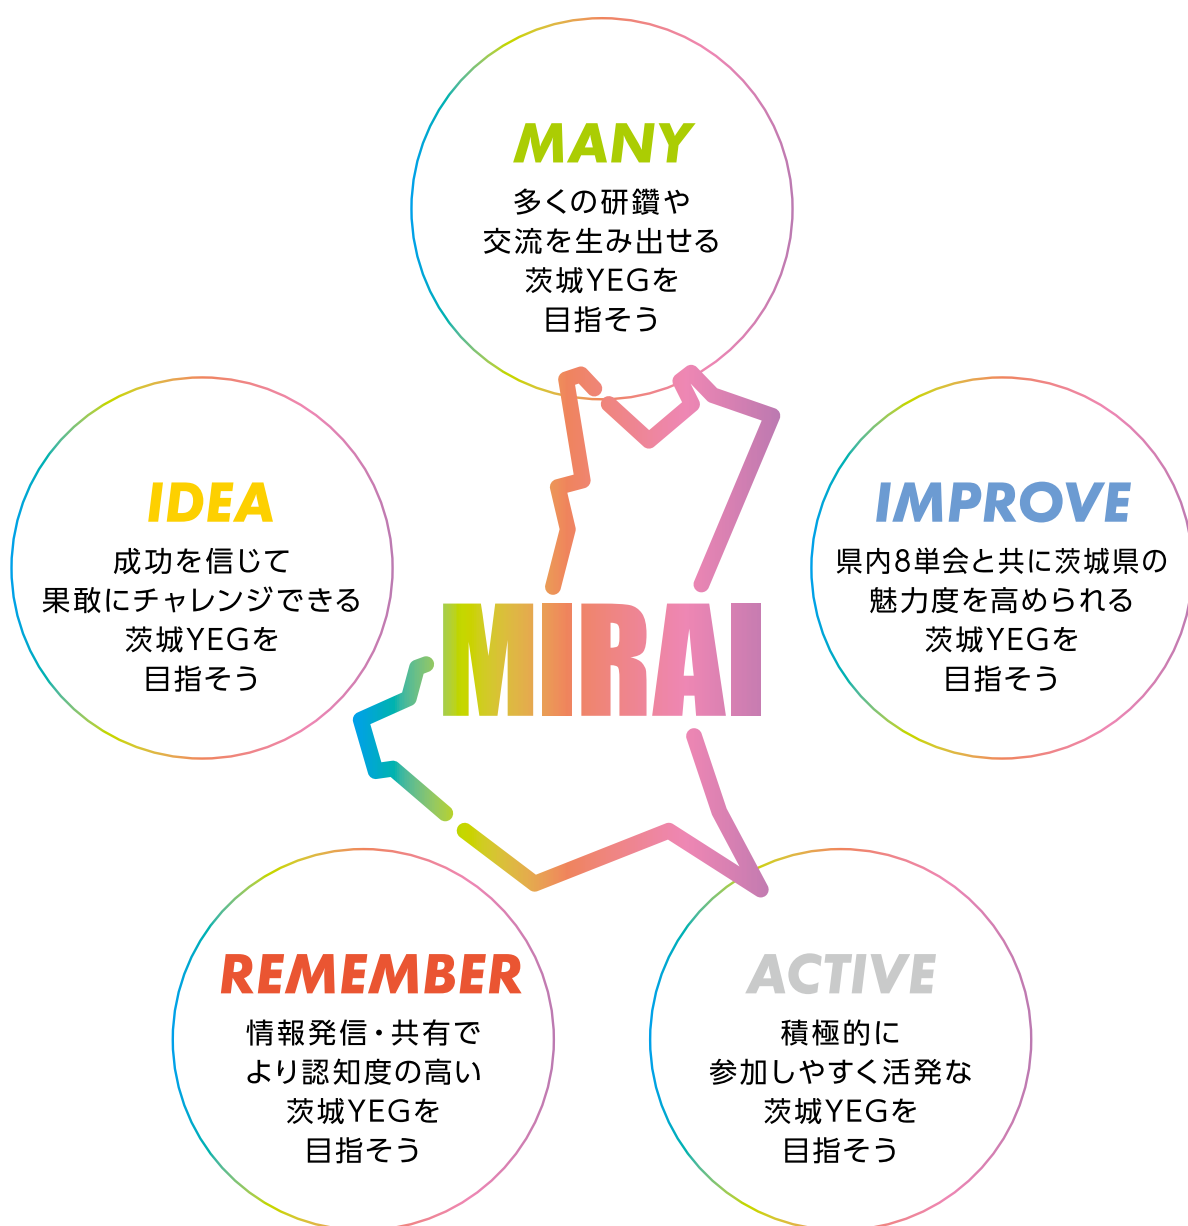 MANY
多くの研鑽や
交流を生み出せる
茨城YEGを
目指そう
IDEA
成功を信じて
果敢にチャレンジできる
茨城YEGを
目指そう
IMPROVE
県内8単会と共に茨城県の
魅力度を高められる
茨城YEGを
目指そう
MIRAI
REMEMBER
情報発信・共有で
より認知度の高い
茨城YEGを
目指そう
ACTIVE
積極的に
参加しやすく活発な
茨城YEGを
目指そう